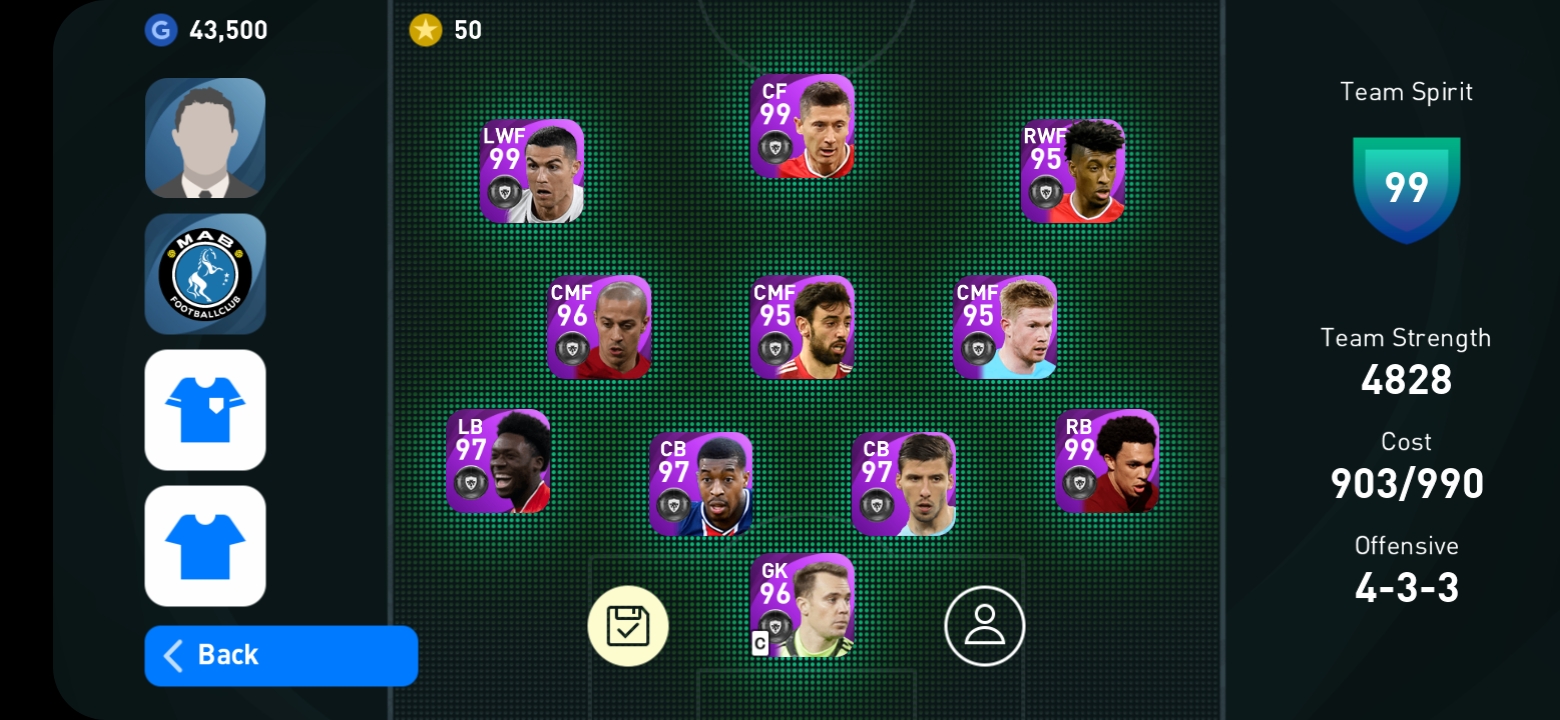 G 43,500
50
MAB
FOOTBALLCLUB
LWF
99
CF
99
RWF
95
CMF
96
CMF
95
CMF
95
LB
97
CB
97
CB
97
RB
99
GK
96
C
Back
Team Spirit
99
Team Strength
4828
Cost
903/990
Offensive
4-3-3